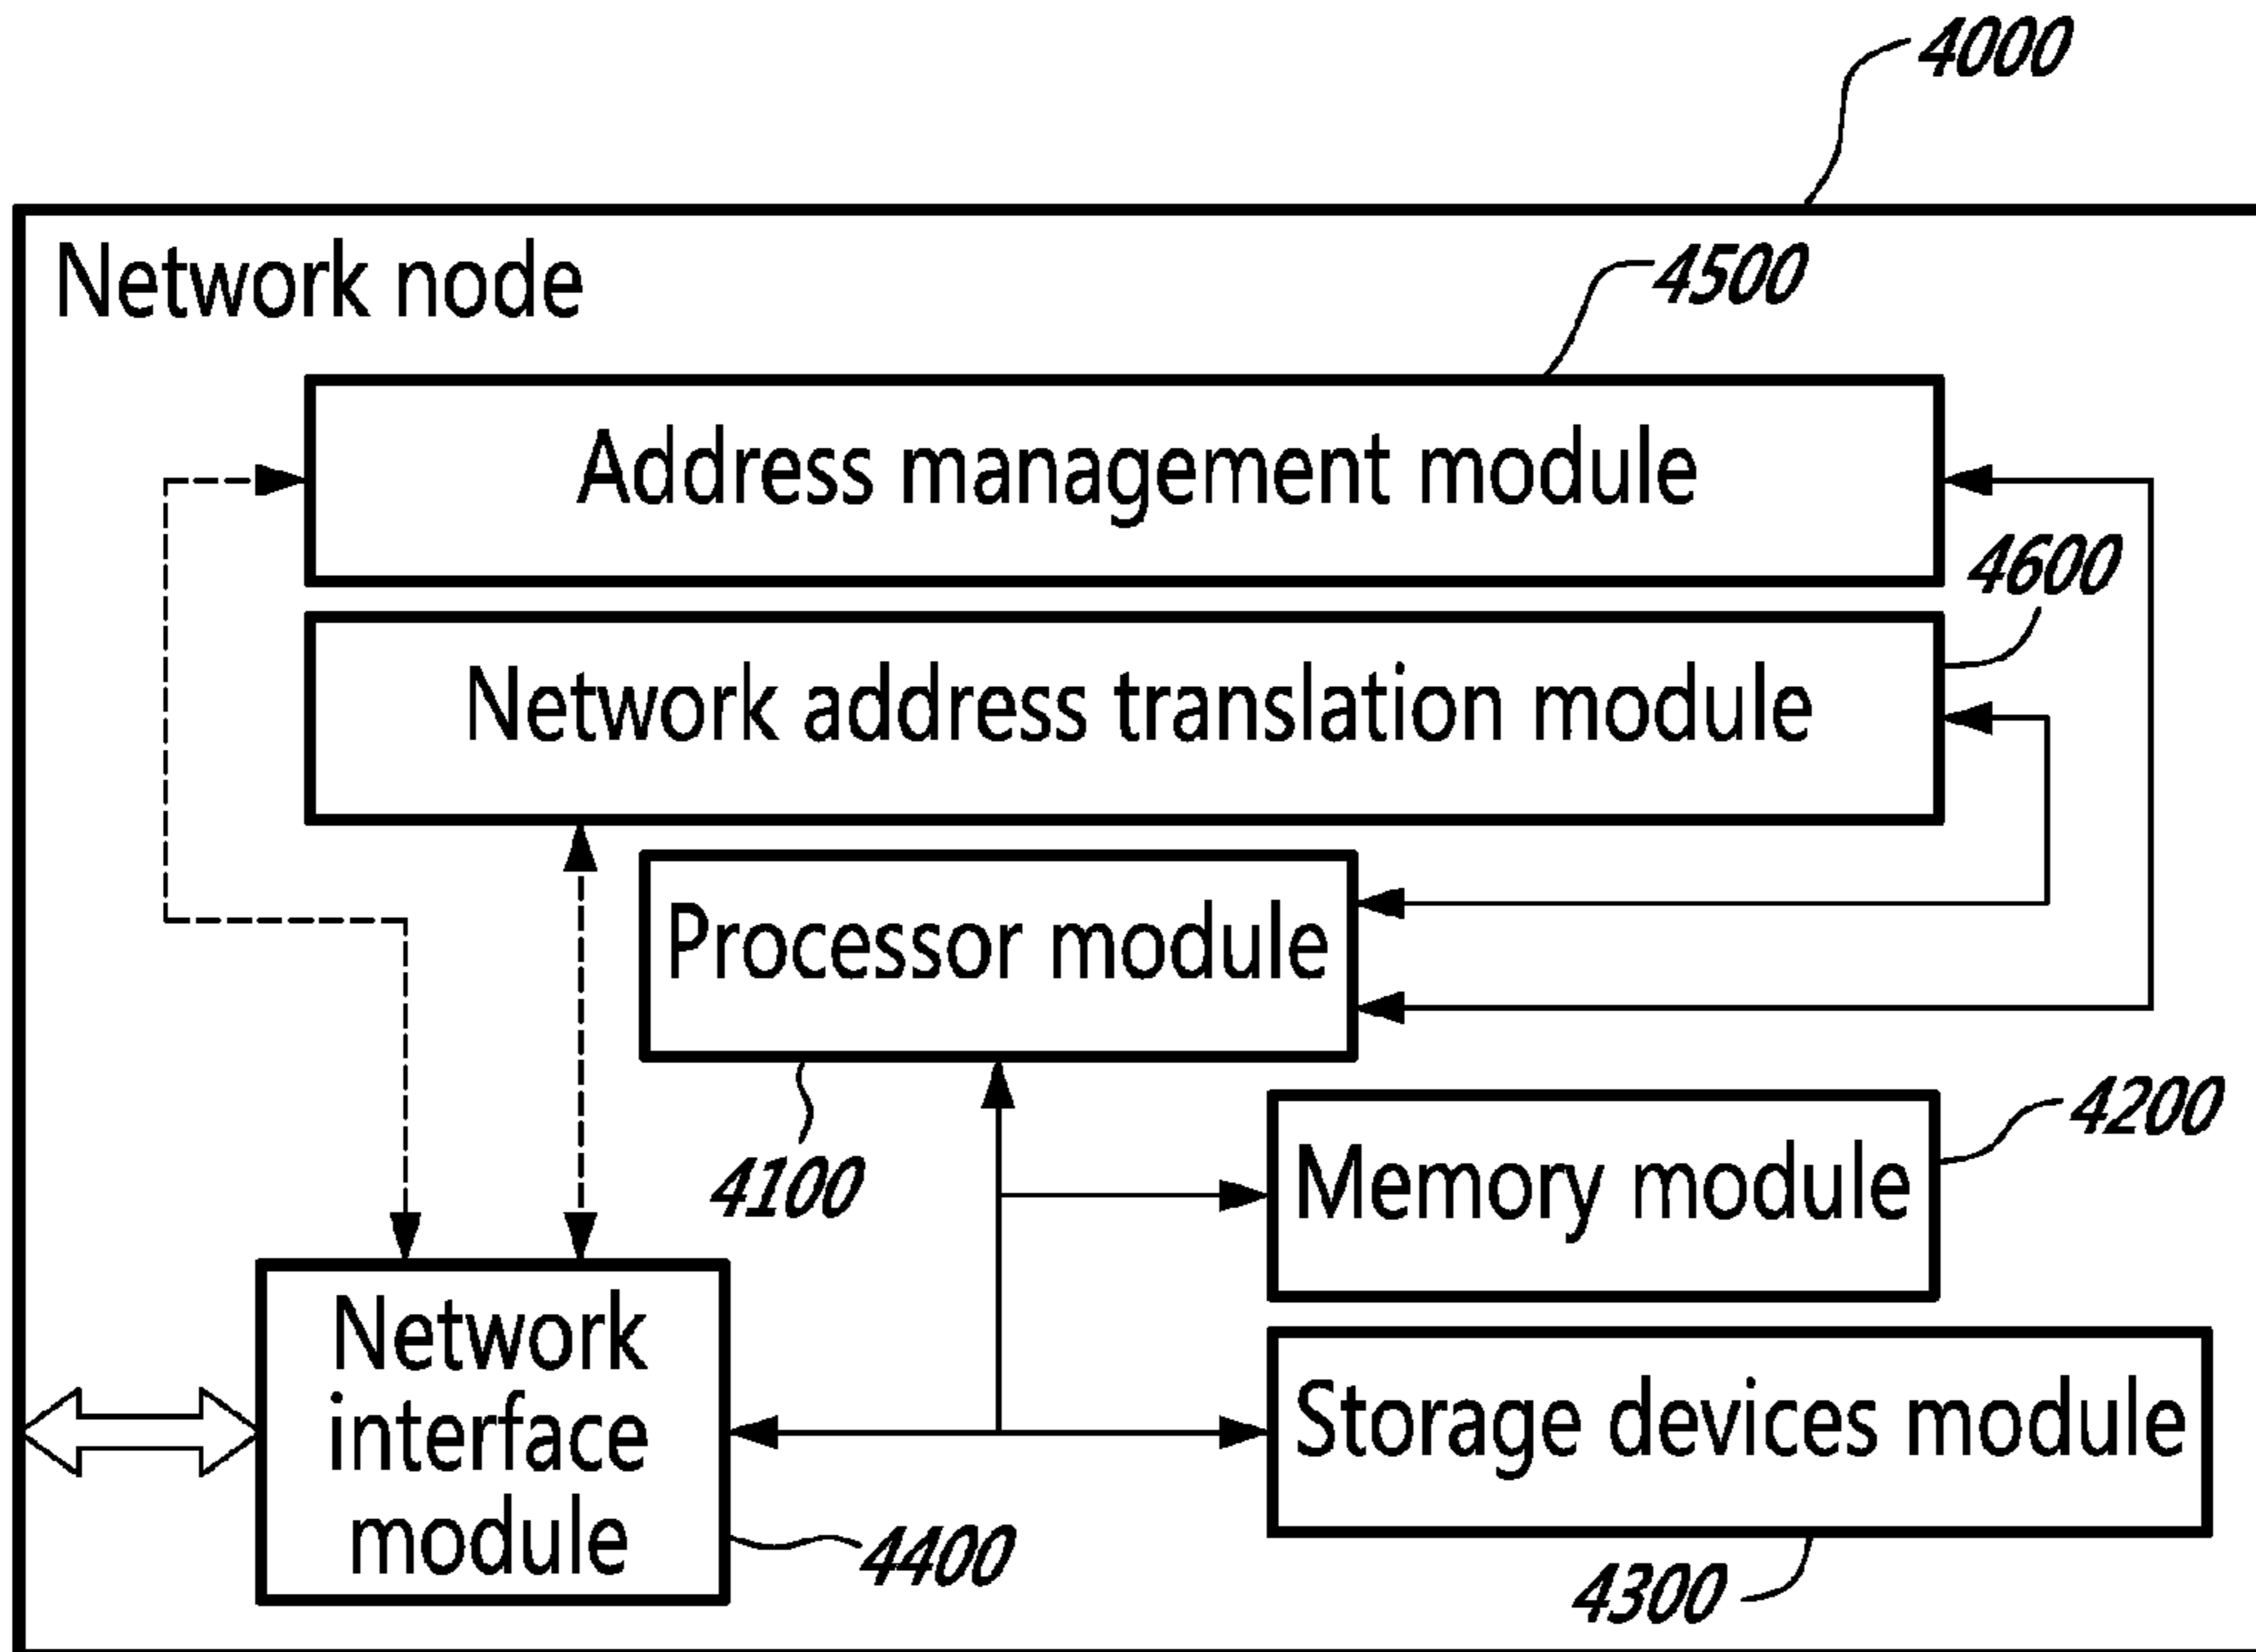 4000
Network node
4500
Address management module
4600
Network address translation module
Processor module
4100
4200
Memory module
Network
interface
module
Storage devices module
4400
4300